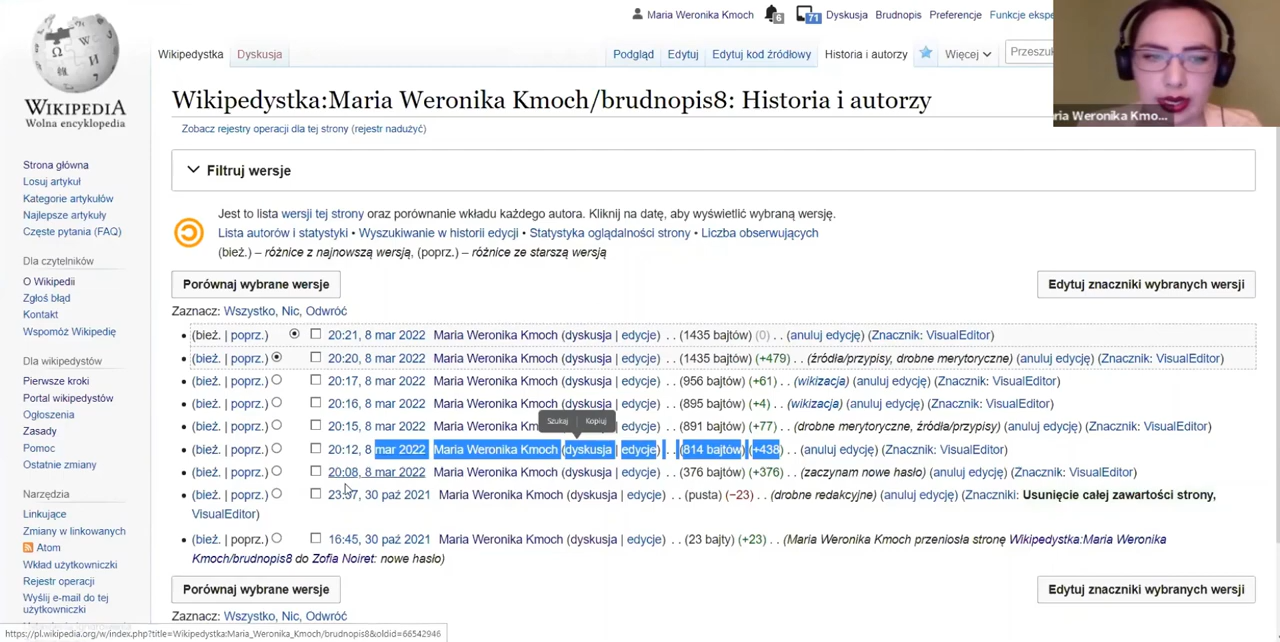 Maria Weronika Kmoch 6 71 Dyskusja Brudnopis Preferencje Funkcje ekspe
Wikipedystka Dyskusja Podgląd Edytuj Edytuj kod źródłowy Historia i autorzy Więcej Przeszuk
WIKIPEDIA
Wolna encyklopedia
Wikipedystka:Maria Weronika Kmoch/brudnopis8: Historia i autorzy
aria Weronika Kmo...
Zobacz rejestry operacji dla tej strony (rejestr nadużyć)
Strona główna
Losuj artykuł
Kategorie artykułów
Najlepsze artykuły
Częste pytania (FAQ)
Dla czytelników
O Wikipedii
Zgłoś błąd
Kontakt
Wspomóż Wikipedię
Dla wikipedystów
Pierwsze kroki
Portal wikipedystów
Ogłoszenia
Zasady
Pomoc
Ostatnie zmiany
Narzędzia
Linkujące
Zmiany w linkowanych
Atom
Wkład użytkowniczki
Rejestr operacji
Wyślij e-mail do tej
użytkowniczki
Filtruj wersje
Jest to lista wersji tej strony oraz porównanie wkładu każdego autora. Kliknij na datę, aby wyświetlić wybraną wersję.
Lista autorów i statystyki • Wyszukiwanie w historii edycji • Statystyka oglądalności strony • Liczba obserwujących
(bież.) – różnice z najnowszą wersją, (poprz.) – różnice ze starszą wersją
Porównaj wybrane wersje Edytuj znaczniki wybranych wersji
Zaznacz: Wszystko, Nic, Odwróć
• (bież. | poprz.) 20:21, 8 mar 2022 Maria Weronika Kmoch (dyskusja | edycje) . . (1435 bajtów) (0) . . (anuluj edycję) (Znacznik: VisualEditor)
• (bież. | poprz.) 20:20, 8 mar 2022 Maria Weronika Kmoch (dyskusja | edycje) . . (1435 bajtów) (+479) . . (źródła/przypisy, drobne merytoryczne) (anuluj edycję) (Znacznik: VisualEditor)
• (bież. | poprz.) 20:17, 8 mar 2022 Maria Weronika Kmoch (dyskusja | edycje) . . (956 bajtów) (+61) . . (wikizacja) (anuluj edycję) (Znacznik: VisualEditor)
• (bież. | poprz.) 20:16, 8 mar 2022 Maria Weronika Kmoch (dyskusja | edycje) . . (895 bajtów) (+4) . . (wikizacja) (anuluj edycję) (Znacznik: VisualEditor)
Szukaj Kopiuj
• (bież. | poprz.) 20:15, 8 mar 2022 Maria Weronika Kmoch (dyskusja | edycje) . . (891 bajtów) (+77) . . (drobne merytoryczne, źródła/przypisy) (anuluj edycję) (Znacznik: VisualEditor)
• (bież. | poprz.) 20:12, 8 mar 2022 Maria Weronika Kmoch (dyskusja | edycje) . . (814 bajtów) (+438) . . (anuluj edycję) (Znacznik: VisualEditor)
• (bież. | poprz.) 20:08, 8 mar 2022 Maria Weronika Kmoch (dyskusja | edycje) . . (376 bajtów) (+376) . . (zaczynam nowe hasło) (anuluj edycję) (Znacznik: VisualEditor)
• (bież. | poprz.) 23:37, 30 paź 2021 Maria Weronika Kmoch (dyskusja | edycje) . . (pusta) (−23) . . (drobne redakcyjne) (anuluj edycję) (Znaczniki: Usunięcie całej zawartości strony,
VisualEditor)
• (bież. | poprz.) 16:45, 30 paź 2021 Maria Weronika Kmoch (dyskusja | edycje) . . (23 bajty) (+23) . . (Maria Weronika Kmoch przeniosła stronę Wikipedystka:Maria Weronika
Kmoch/brudnopis8 do Zofia Noiret: nowe hasło)
Porównaj wybrane wersje Edytuj znaczniki wybranych wersji
Zaznacz: Wszystko, Nic, Odwróć
https://pl.wikipedia.org/w/index.php?title=Wikipedystka:Maria_Weronika_Kmoch/brudnopis8&oldid=66542946